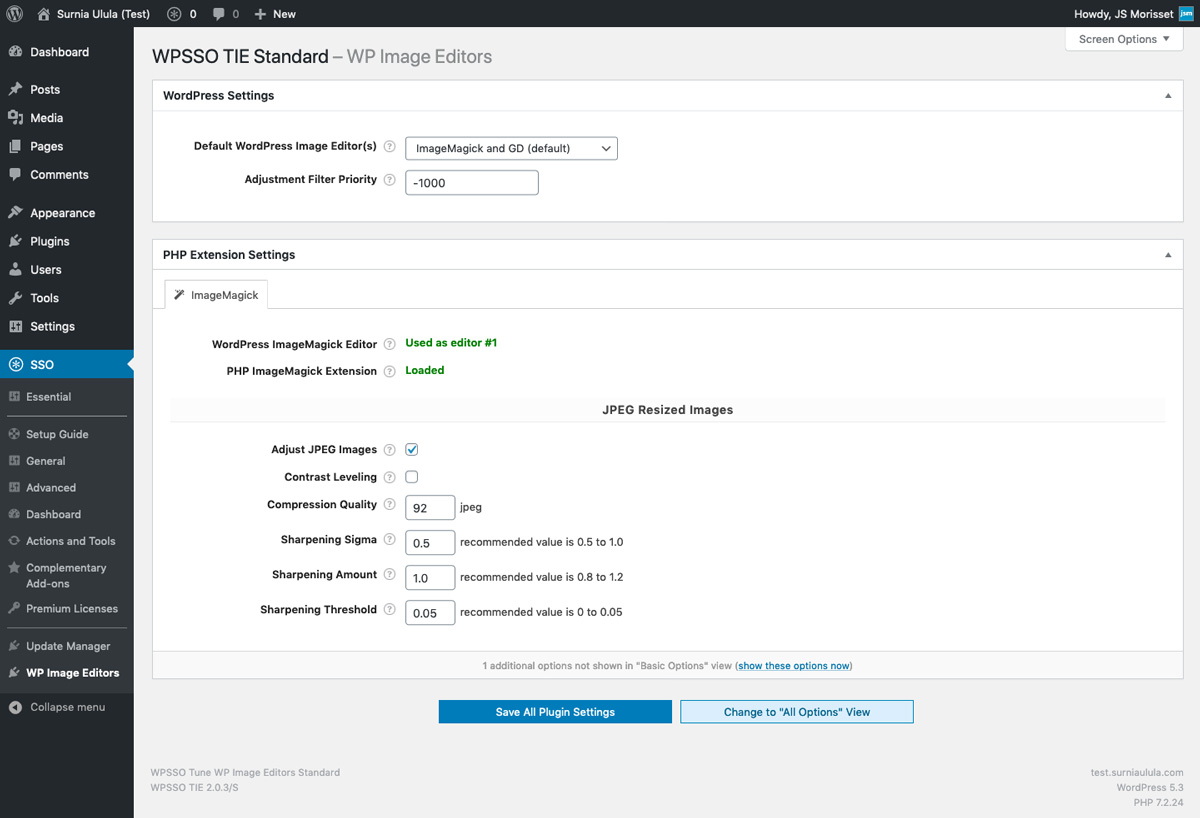 Surnia Ulula (Test) 0 0 New
Howdy, JS Morisset jsm
Screen Options ▼
Dashboard
Posts
Media
Pages
Comments
Appearance
Plugins
Users
Tools
Settings
SSO
Essential
Setup Guide
General
Advanced
Dashboard
Actions and Tools
Complementary
Add-ons
Premium Licenses
Update Manager
WP Image Editors
Collapse menu
WPSSO TIE Standard – WP Image Editors
WordPress Settings
Default WordPress Image Editor(s) ? ImageMagick and GD (default)
Adjustment Filter Priority ? -1000
PHP Extension Settings
ImageMagick
WordPress ImageMagick Editor ? Used as editor #1
PHP ImageMagick Extension ? Loaded
JPEG Resized Images
Adjust JPEG Images ?
Contrast Leveling ?
Compression Quality ? 92 jpeg
Sharpening Sigma ? 0.5 recommended value is 0.5 to 1.0
Sharpening Amount ? 1.0 recommended value is 0.8 to 1.2
Sharpening Threshold ? 0.05 recommended value is 0 to 0.05
1 additional options not shown in "Basic Options" view (show these options now)
Save All Plugin Settings
Change to "All Options" View
WPSSO Tune WP Image Editors Standard
WPSSO TIE 2.0.3/S
test.surniaulula.com
WordPress 5.3
PHP 7.2.24